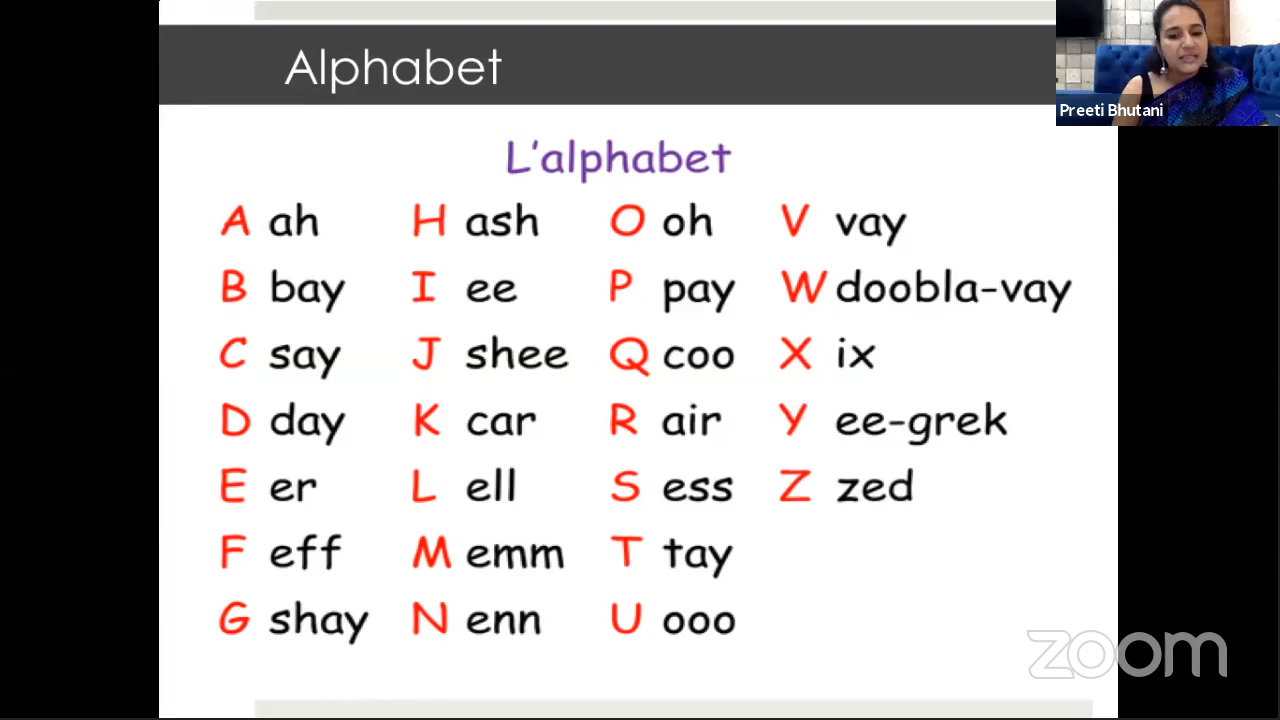 Alphabet
Preeti Bhutani
L'alphabet
A ah
B bay
C say
D day
E er
F eff
G shay
H ash
I ee
J shee
K car
L ell
M emm
N enn
O oh
P pay
Q coo
R air
S ess
T tay
U ooo
V vay
W doobla-vay
X ix
Y ee-grek
Z zed
zoom